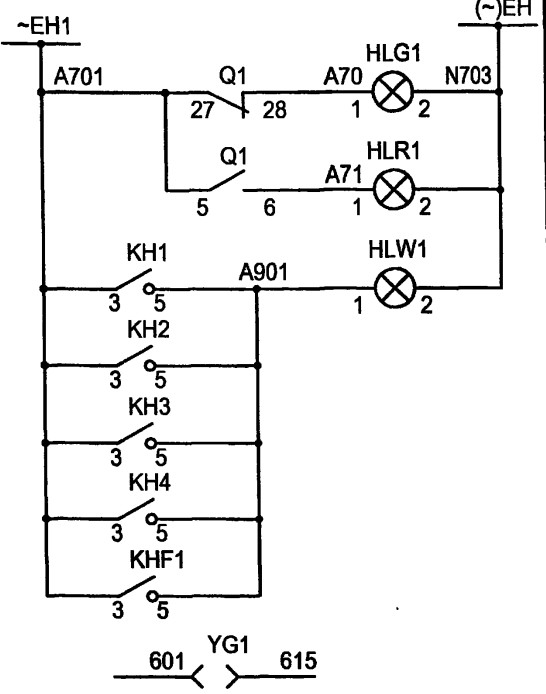 ~EH1
(~)EH
A701
Q1
27
28
A70
HLG1
1
2
N703
Q1
5
6
A71
HLR1
1
2
KH1
3
5
A901
HLW1
1
2
KH2
3
5
KH3
3
5
KH4
3
5
KHF1
3
5
601
YG1
615